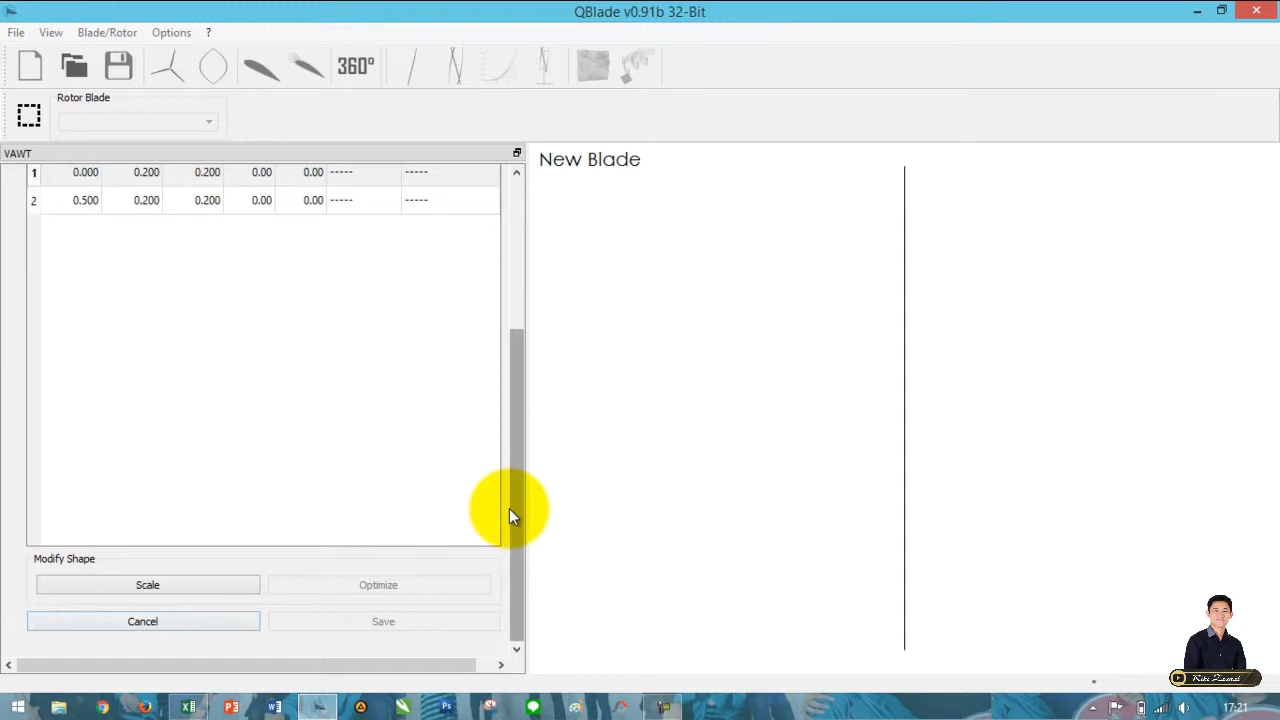 QBlade v0.91b 32-Bit
File View Blade/Rotor Options ?
360°
Rotor Blade
VAWT
New Blade
1 0.000 0.200 0.200 0.00 0.00 ----- -----
2 0.500 0.200 0.200 0.00 0.00 ----- -----
Modify Shape
Scale Optimize
Cancel Save
17:21